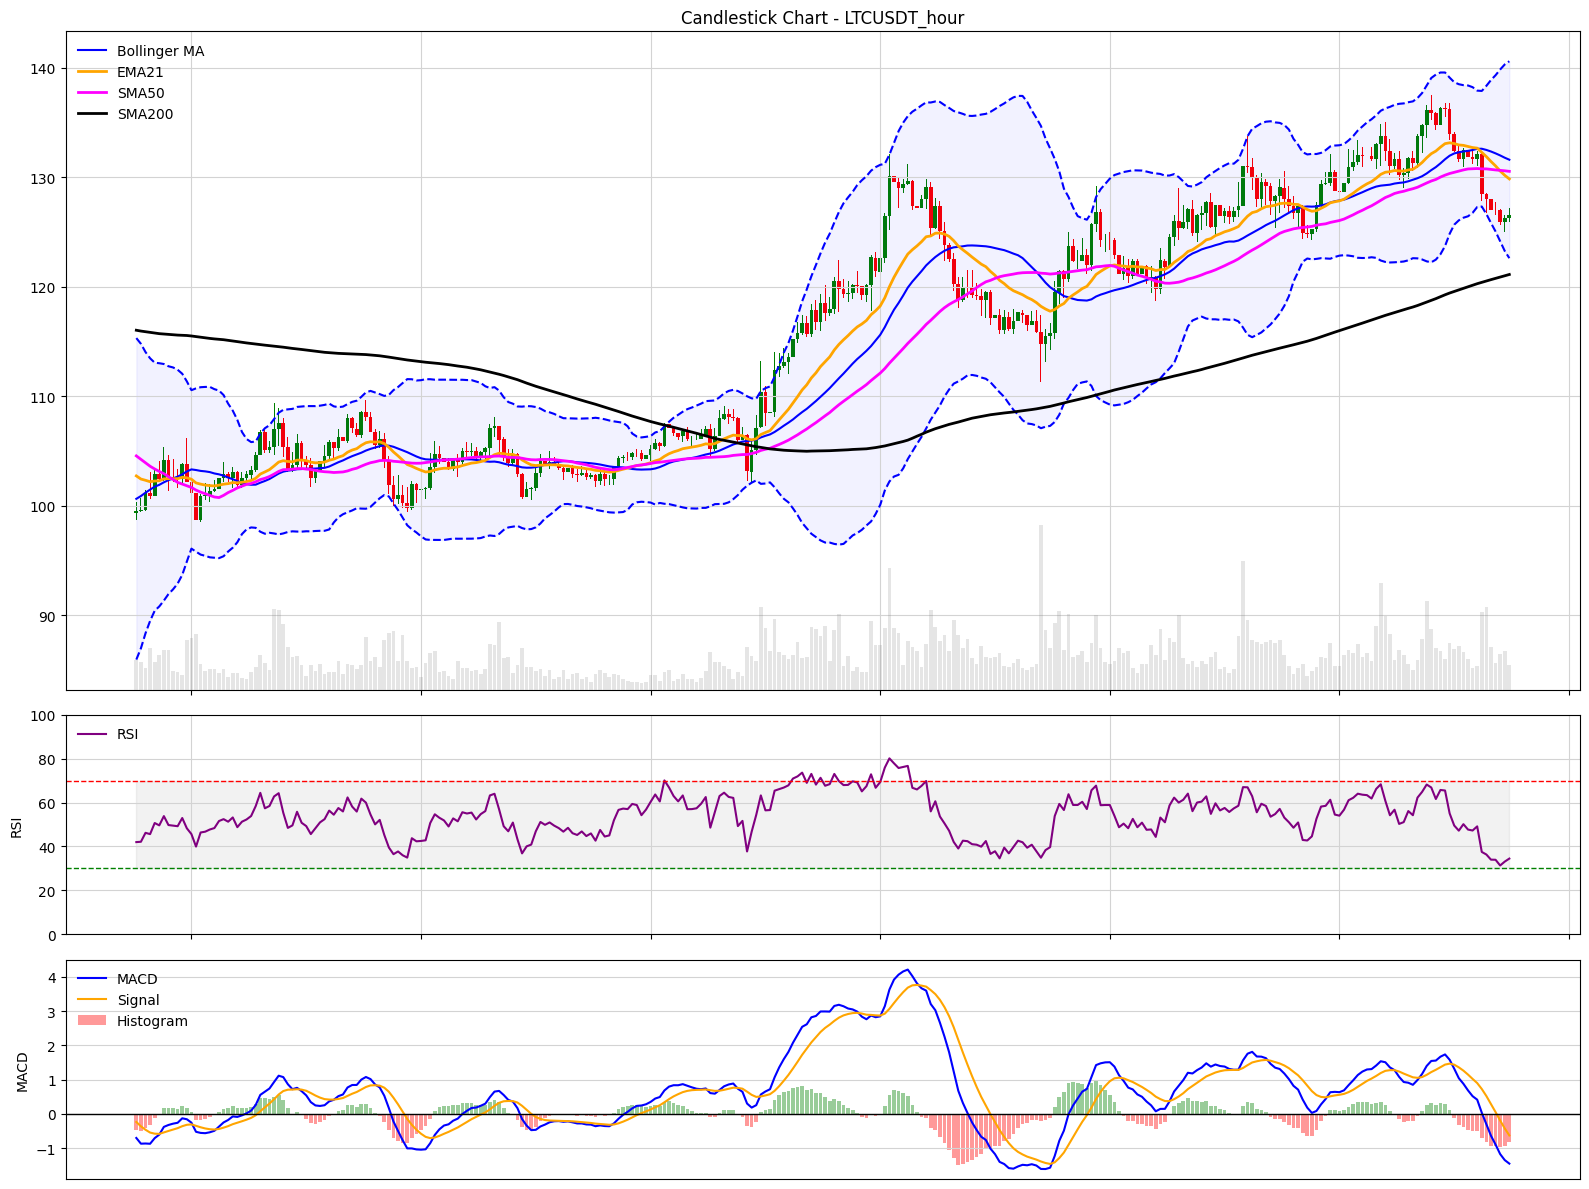 Candlestick Chart - LTCUSDT_hour
Bollinger MA
EMA21
SMA50
SMA200
140
130
120
110
100
90
RSI
RSI
100
80
60
40
20
0
MACD
Signal
Histogram
MACD
4
3
2
1
0
−1